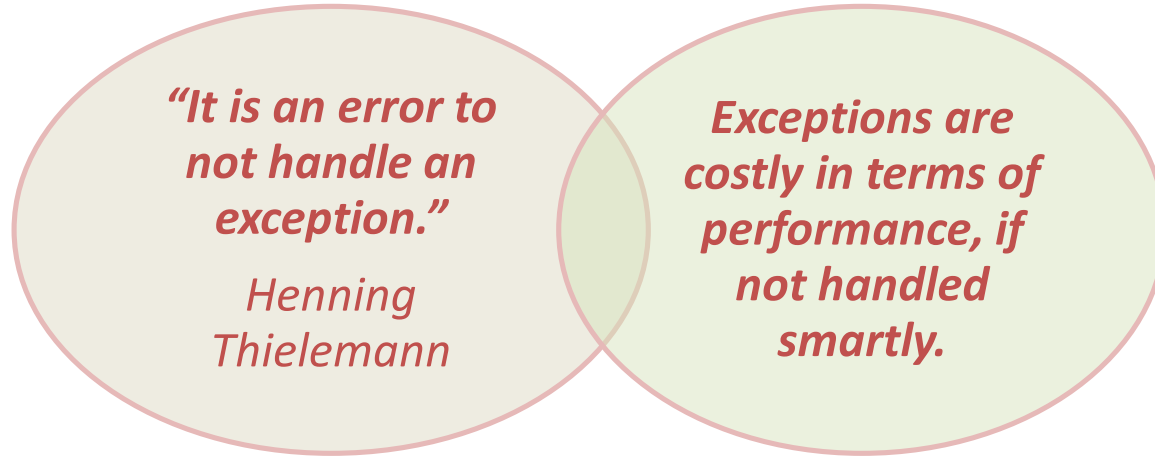 “It is an error to
not handle an
exception.”
Henning
Thielemann
Exceptions are
costly in terms of
performance, if
not handled
smartly.